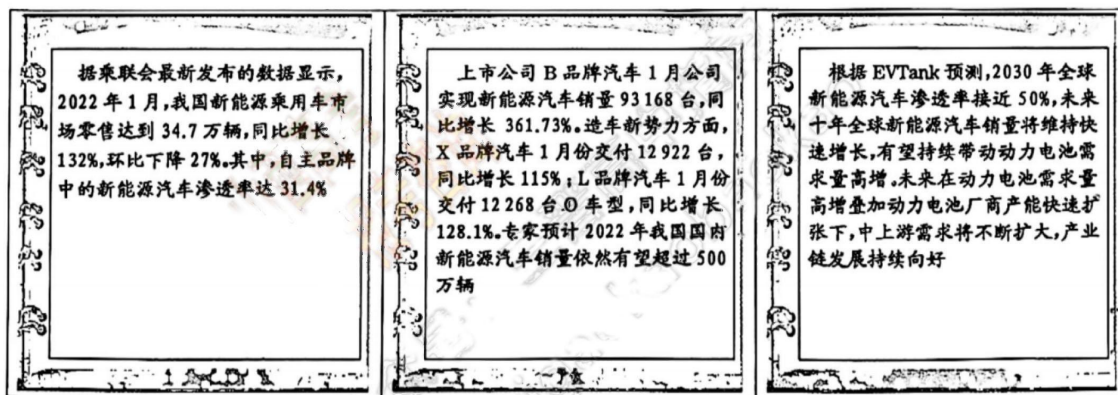 据乘联会最新发布的数据显示,
2022年1月,我国新能源乘用车市
场零售达到34.7万辆,同比增长
132%,环比下降27%。其中,自主品牌
中的新能源汽车渗透率达31.4%
上市公司B品牌汽车1月公司
实现新能源汽车销量93168台,同
比增长361.73%。造车新势力方面,
X品牌汽车1月份交付12922台,
同比增长115%;L品牌汽车1月份
交付12268台O车型,同比增长
128.1%。专家预计2022年我国国内
新能源汽车销量依然有望超过500
万辆
根据EVTank预测,2030年全球
新能源汽车渗透率接近50%,未来
十年全球新能源汽车销量将维持快
速增长,有望持续带动动力电池需
求量高增。未来在动力电池需求量
高增叠加动力电池厂商产能快速扩
张下,中上游需求将不断扩大,产业
链发展持续向好